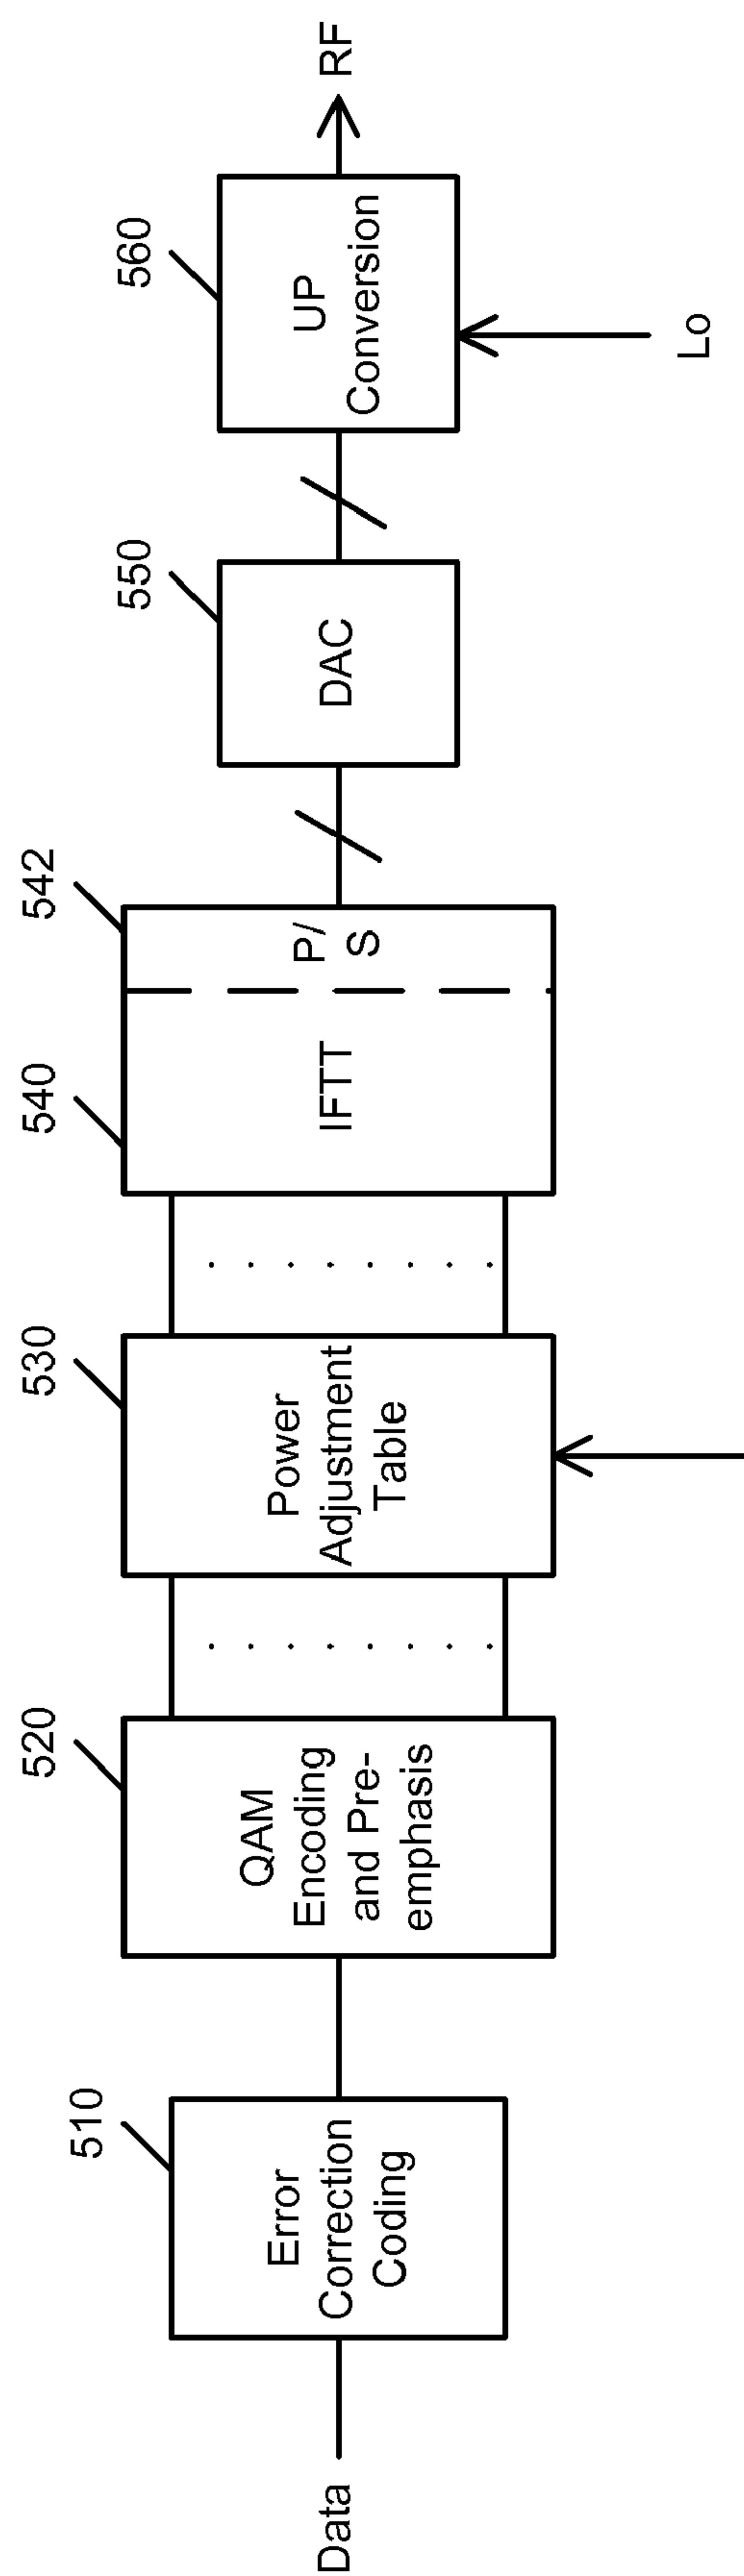 Data
510
Error
Correction
Coding
520
QAM
Encoding
and Pre-
emphasis
530
Power
Adjustment
Table
540
IFTT
542
P/
S
550
DAC
560
UP
Conversion
Lo
RF